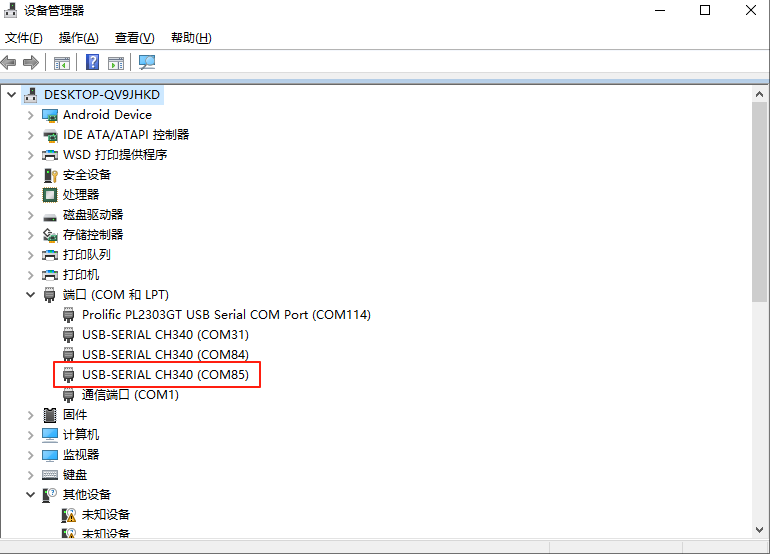 设备管理器
文件(F) 操作(A) 查看(V) 帮助(H)
DESKTOP-QV9JHKD
Android Device
IDE ATA/ATAPI 控制器
WSD 打印提供程序
安全设备
处理器
磁盘驱动器
存储控制器
打印队列
打印机
端口 (COM 和 LPT)
Prolific PL2303GT USB Serial COM Port (COM114)
USB-SERIAL CH340 (COM31)
USB-SERIAL CH340 (COM84)
USB-SERIAL CH340 (COM85)
通信端口 (COM1)
固件
计算机
监视器
键盘
其他设备
未知设备
未知设备